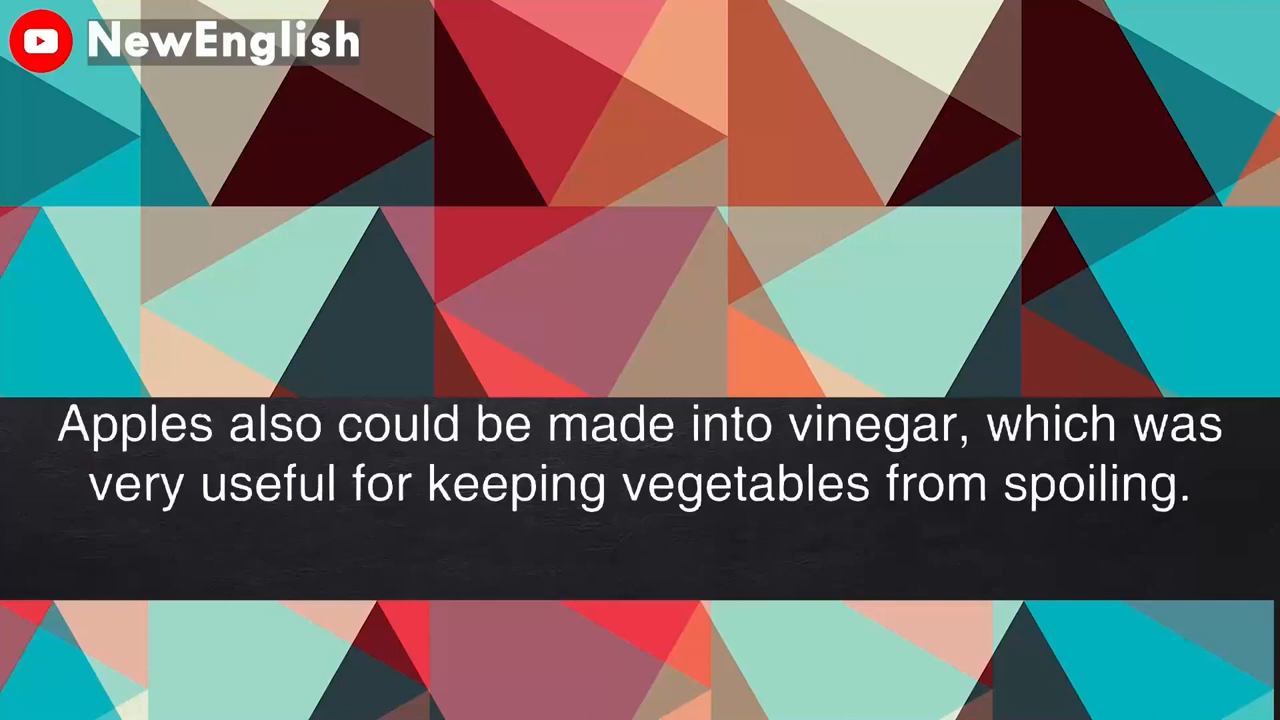 NewEnglish
Apples also could be made into vinegar, which was
very useful for keeping vegetables from spoiling.